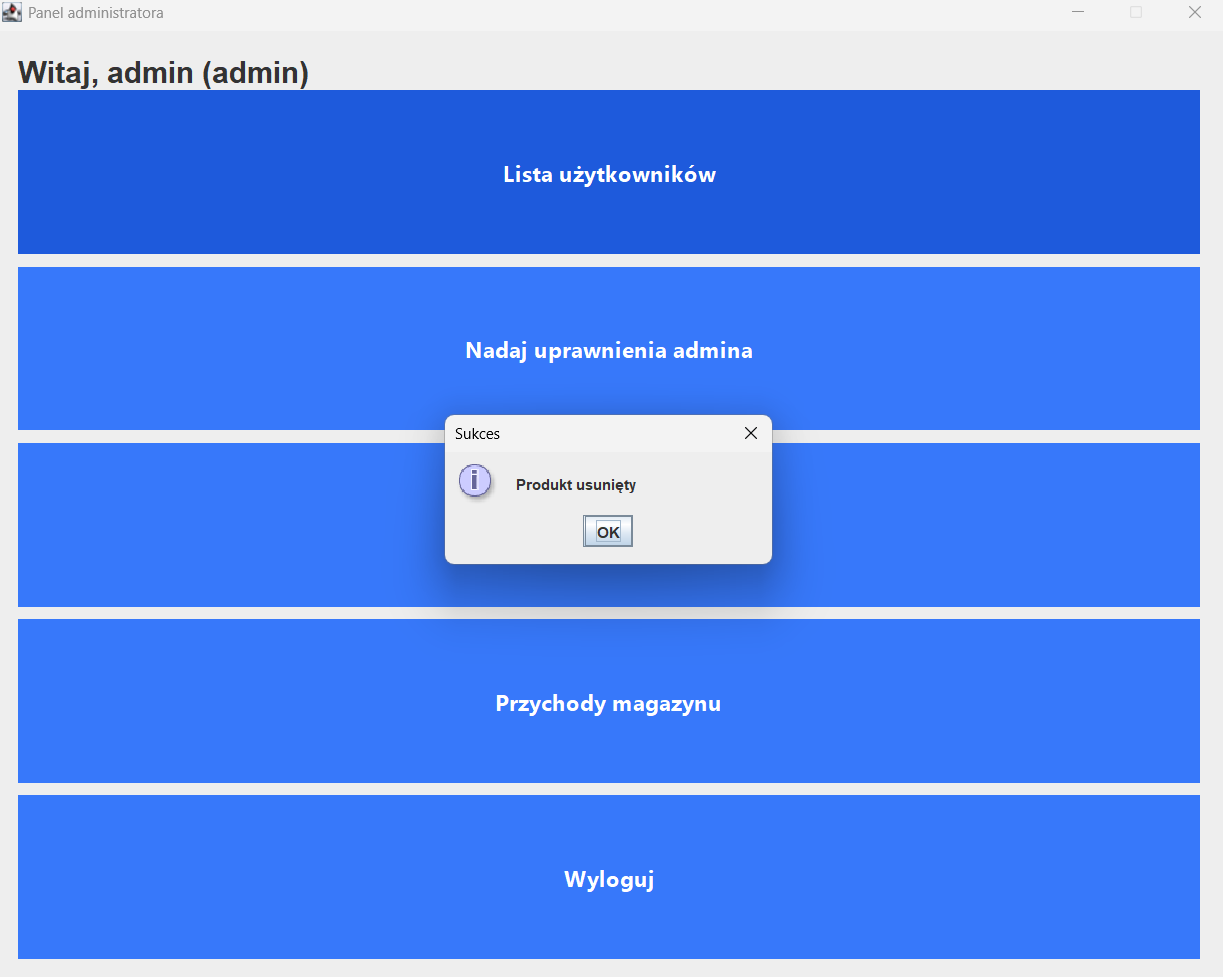 Panel administratora
Witaj, admin (admin)
Lista użytkowników
Nadaj uprawnienia admina
Sukces
Produkt usunięty
OK
Przychody magazynu
Wyloguj